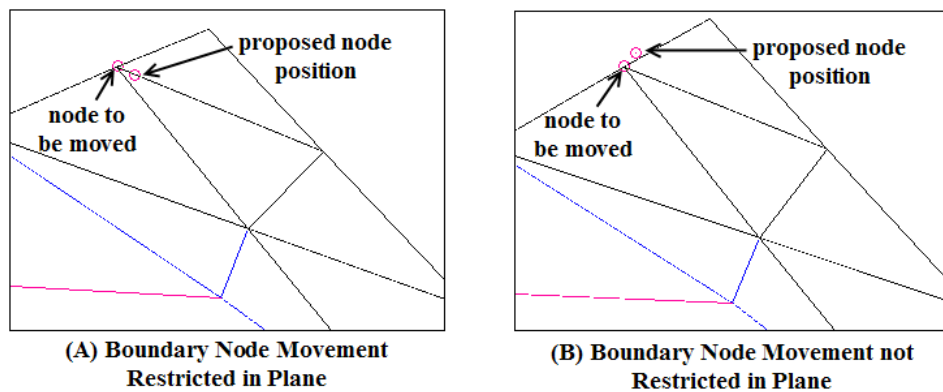 proposed node
position
node to
be moved
(A) Boundary Node Movement
Restricted in Plane
proposed node
position
node to
be moved
(B) Boundary Node Movement not
Restricted in Plane